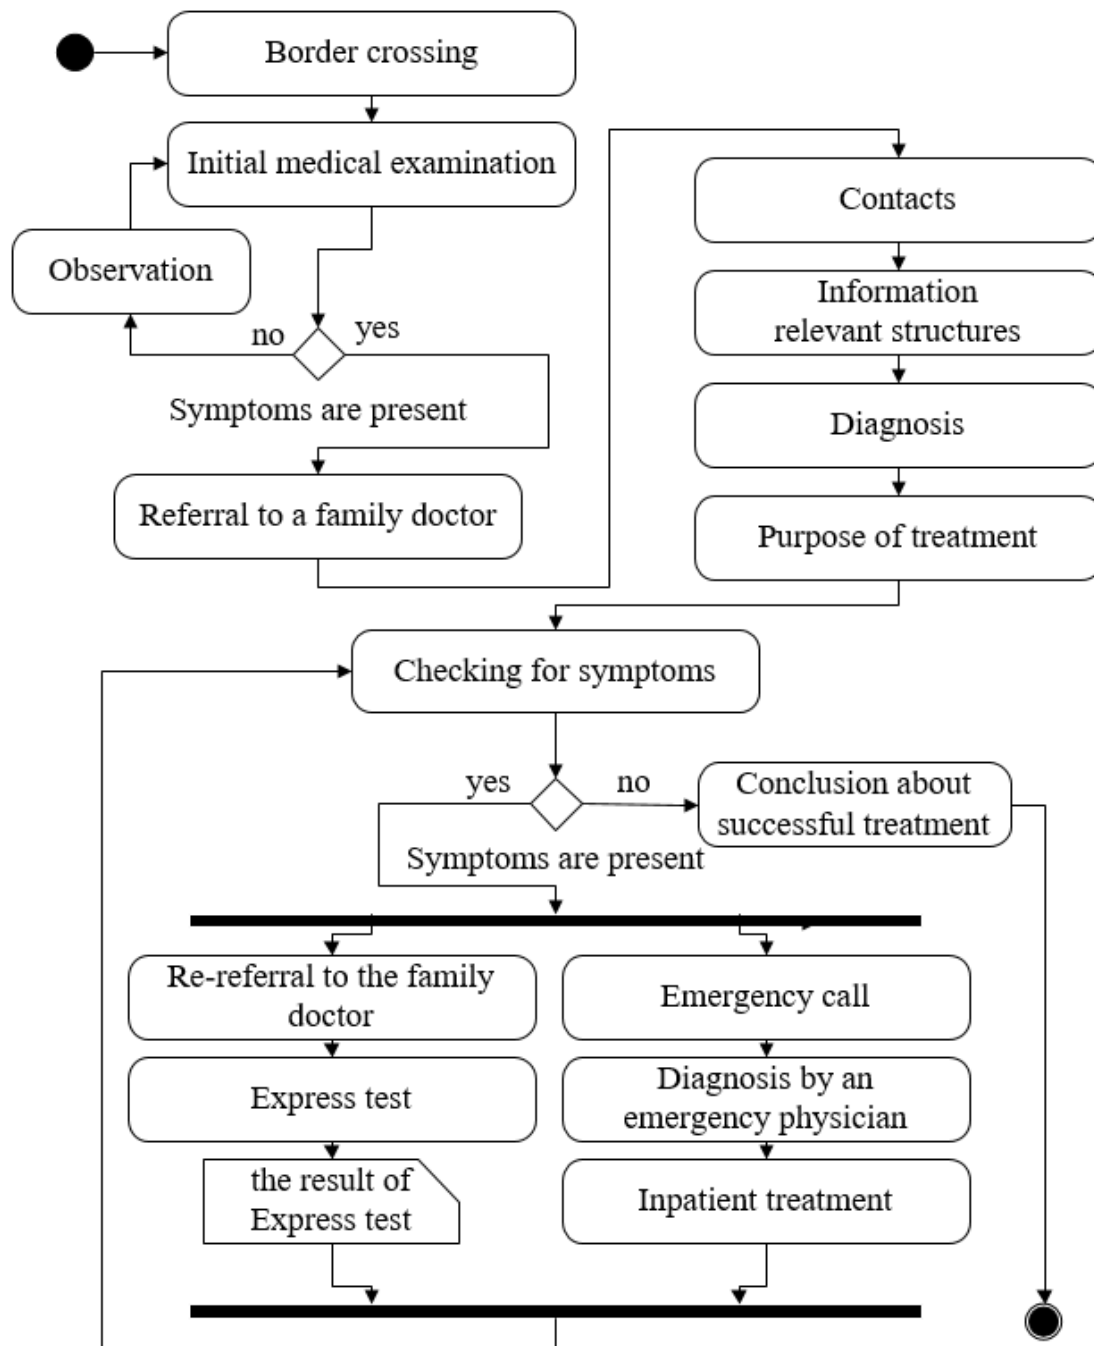 Border crossing
Initial medical examination
Observation
no
yes
Symptoms are present
Referral to a family doctor
Contacts
Information
relevant structures
Diagnosis
Purpose of treatment
Checking for symptoms
yes
no
Conclusion about
successful treatment
Symptoms are present
Re-referral to the family
doctor
Express test
the result of
Express test
Emergency call
Diagnosis by an
emergency physician
Inpatient treatment